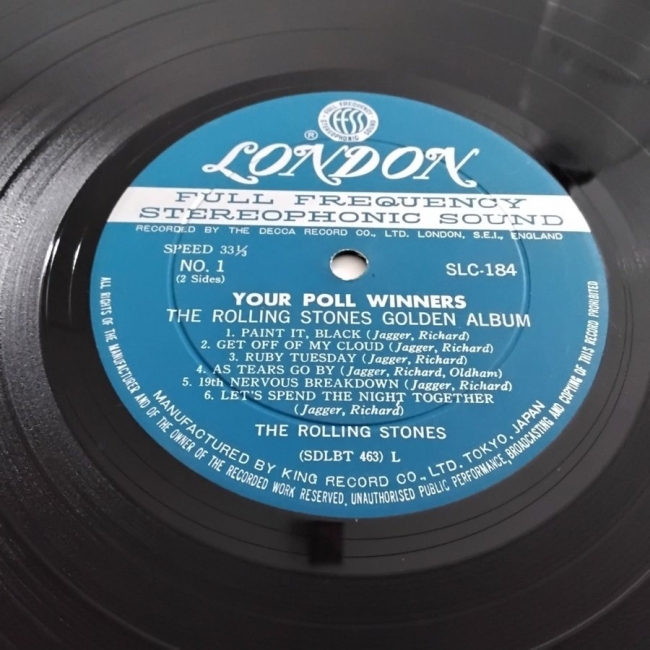 FULL FREQUENCY
ffss
STEREOPHONIC SOUND
®
LONDON
FULL FREQUENCY
STEREOPHONIC SOUND
RECORDED BY THE DECCA RECORD CO., LTD. LONDON, S.E.I., ENGLAND
SPEED 33⅓
NO. 1
(2 Sides)
SLC-184
YOUR POLL WINNERS
THE ROLLING STONES GOLDEN ALBUM
1. PAINT IT, BLACK (Jagger, Richard)
2. GET OFF OF MY CLOUD (Jagger, Richard)
3. RUBY TUESDAY (Jagger, Richard)
4. AS TEARS GO BY (Jagger, Richard, Oldham)
5. 19th NERVOUS BREAKDOWN (Jagger, Richard)
6. LET'S SPEND THE NIGHT TOGETHER
(Jagger, Richard)
THE ROLLING STONES
(SDLBT 463) L
MANUFACTURED BY KING RECORD CO., LTD. TOKYO, JAPAN
ALL RIGHTS OF THE MANUFACTURER AND OF THE OWNER OF THE RECORDED WORK RESERVED, UNAUTHORISED PUBLIC PERFORMANCE, BROADCASTING AND COPYING OF THIS RECORD PROHIBITED